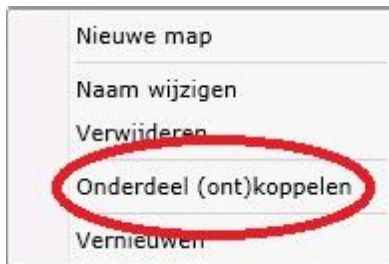 Nieuwe map
Naam wijzigen
Verwijderen
Onderdeel (ont)koppelen
Vernieuwen